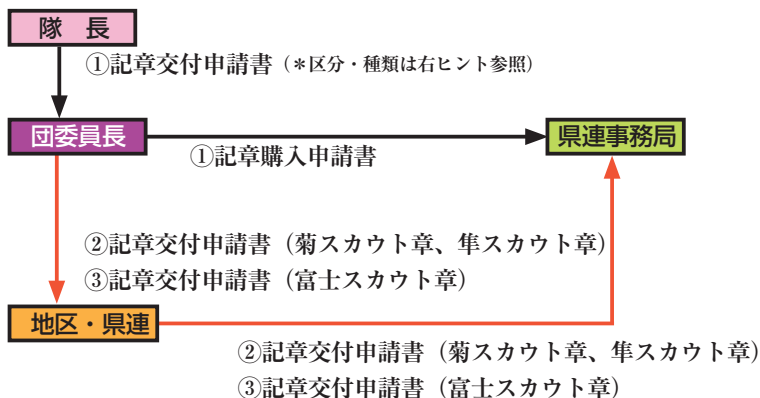 隊　長
①記章交付申請書（＊区分・種類は右ヒント参照）
団委員長
県連事務局
①記章購入申請書
②記章交付申請書（菊スカウト章、隼スカウト章）
③記章交付申請書（富士スカウト章）
地区・県連
②記章交付申請書（菊スカウト章、隼スカウト章）
③記章交付申請書（富士スカウト章）